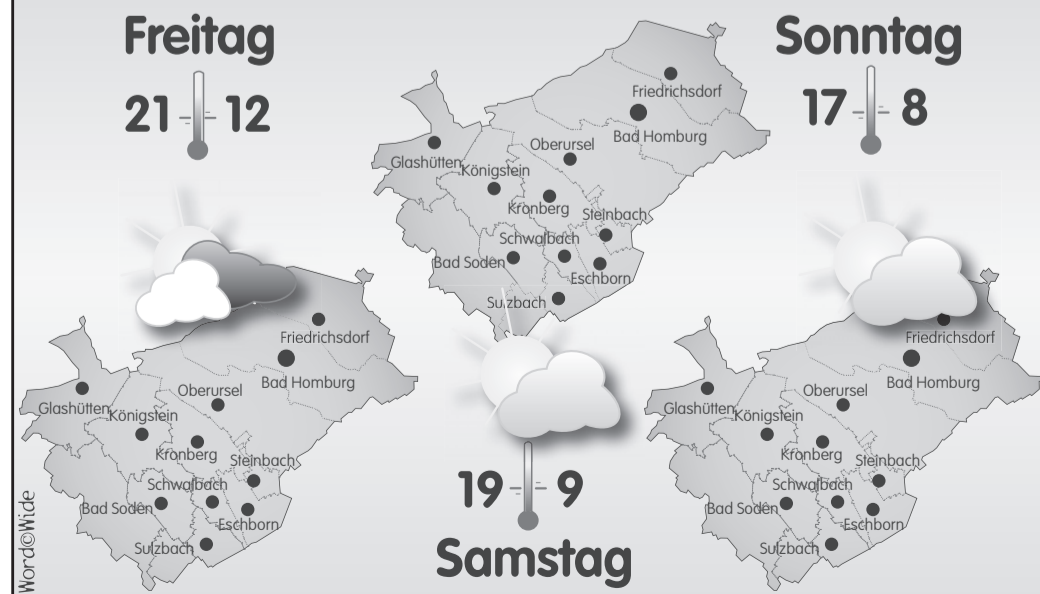 Freitag
21 12
Friedrichsdorf
Bad Homburg
Oberursel
Glashütten
Königstein
Kronberg
Steinbach
Schwalbach
Bad Soden
Eschborn
Sulzbach
Friedrichsdorf
Bad Homburg
Oberursel
Glashütten
Königstein
Kronberg
Steinbach
Schwalbach
Bad Soden
Eschborn
Sulzbach
19 9
Samstag
Sonntag
17 8
Friedrichsdorf
Bad Homburg
Oberursel
Glashütten
Königstein
Kronberg
Steinbach
Schwalbach
Bad Soden
Eschborn
Sulzbach
Word©Wide